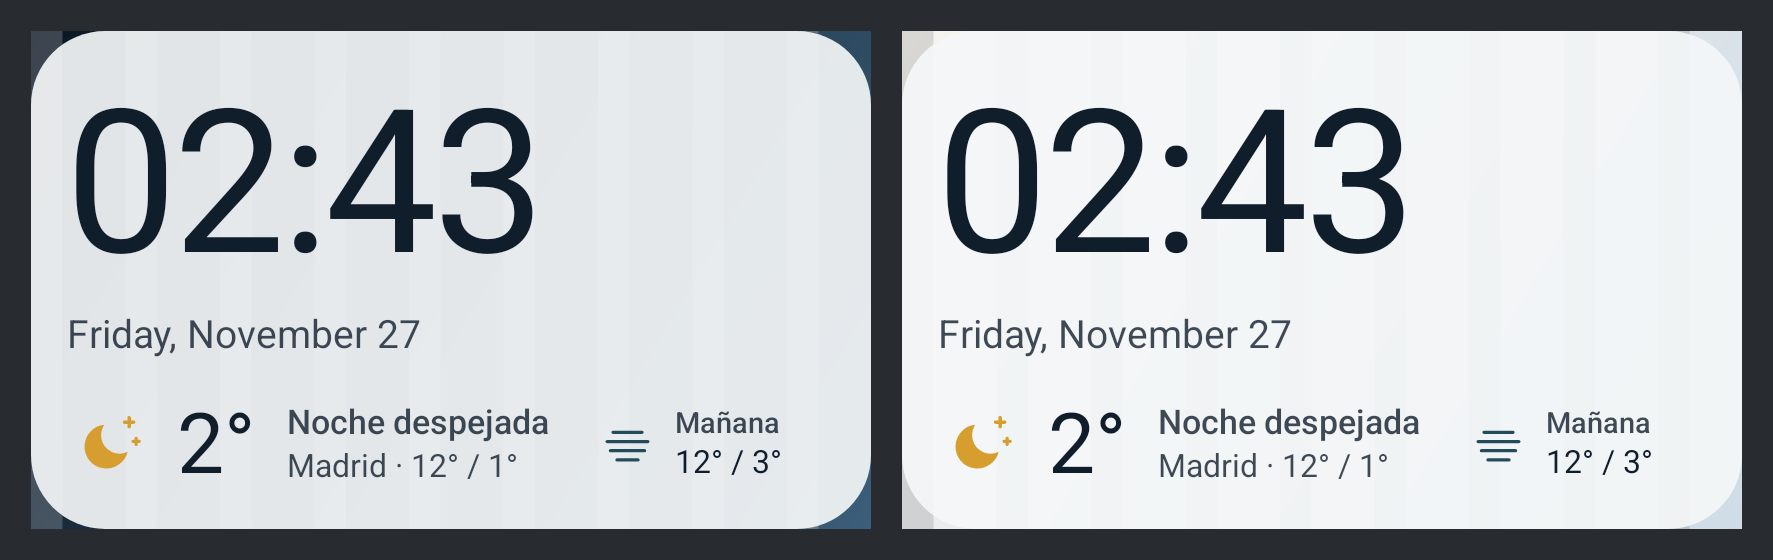 02:43
Friday, November 27
2° Noche despejada
Madrid · 12° / 1°
Mañana
12° / 3°
02:43
Friday, November 27
2° Noche despejada
Madrid · 12° / 1°
Mañana
12° / 3°